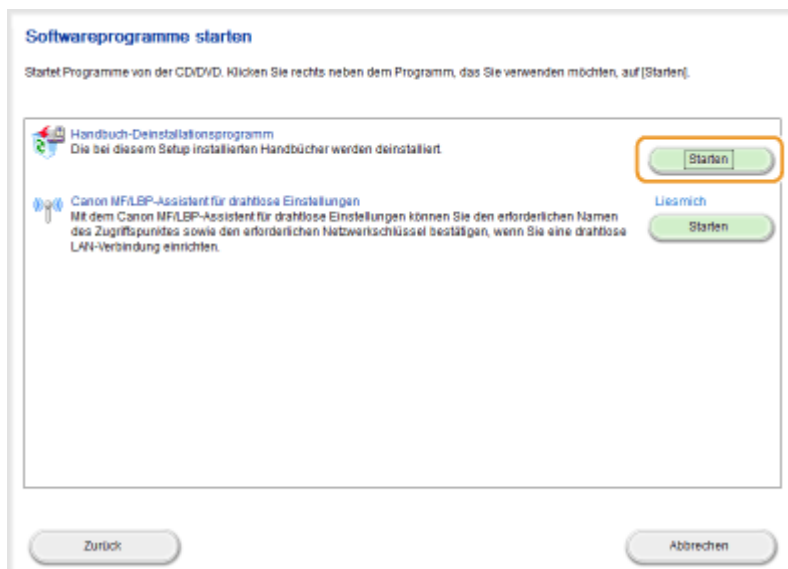 Softwareprogramme starten
Startet Programme von der CD/DVD. Klicken Sie rechts neben dem Programm, das Sie verwenden möchten, auf [Starten].
Handbuch-Deinstallationsprogramm
Die bei diesem Setup installierten Handbücher werden deinstalliert.
Starten
Canon MF/LBP-Assistent für drahtlose Einstellungen
Liesmich
Mit dem Canon MF/LBP-Assistent für drahtlose Einstellungen können Sie den erforderlichen Namen
des Zugriffspunktes sowie den erforderlichen Netzwerkschlüssel bestätigen, wenn Sie eine drahtlose
LAN-Verbindung einrichten.
Starten
Zurück
Abbrechen